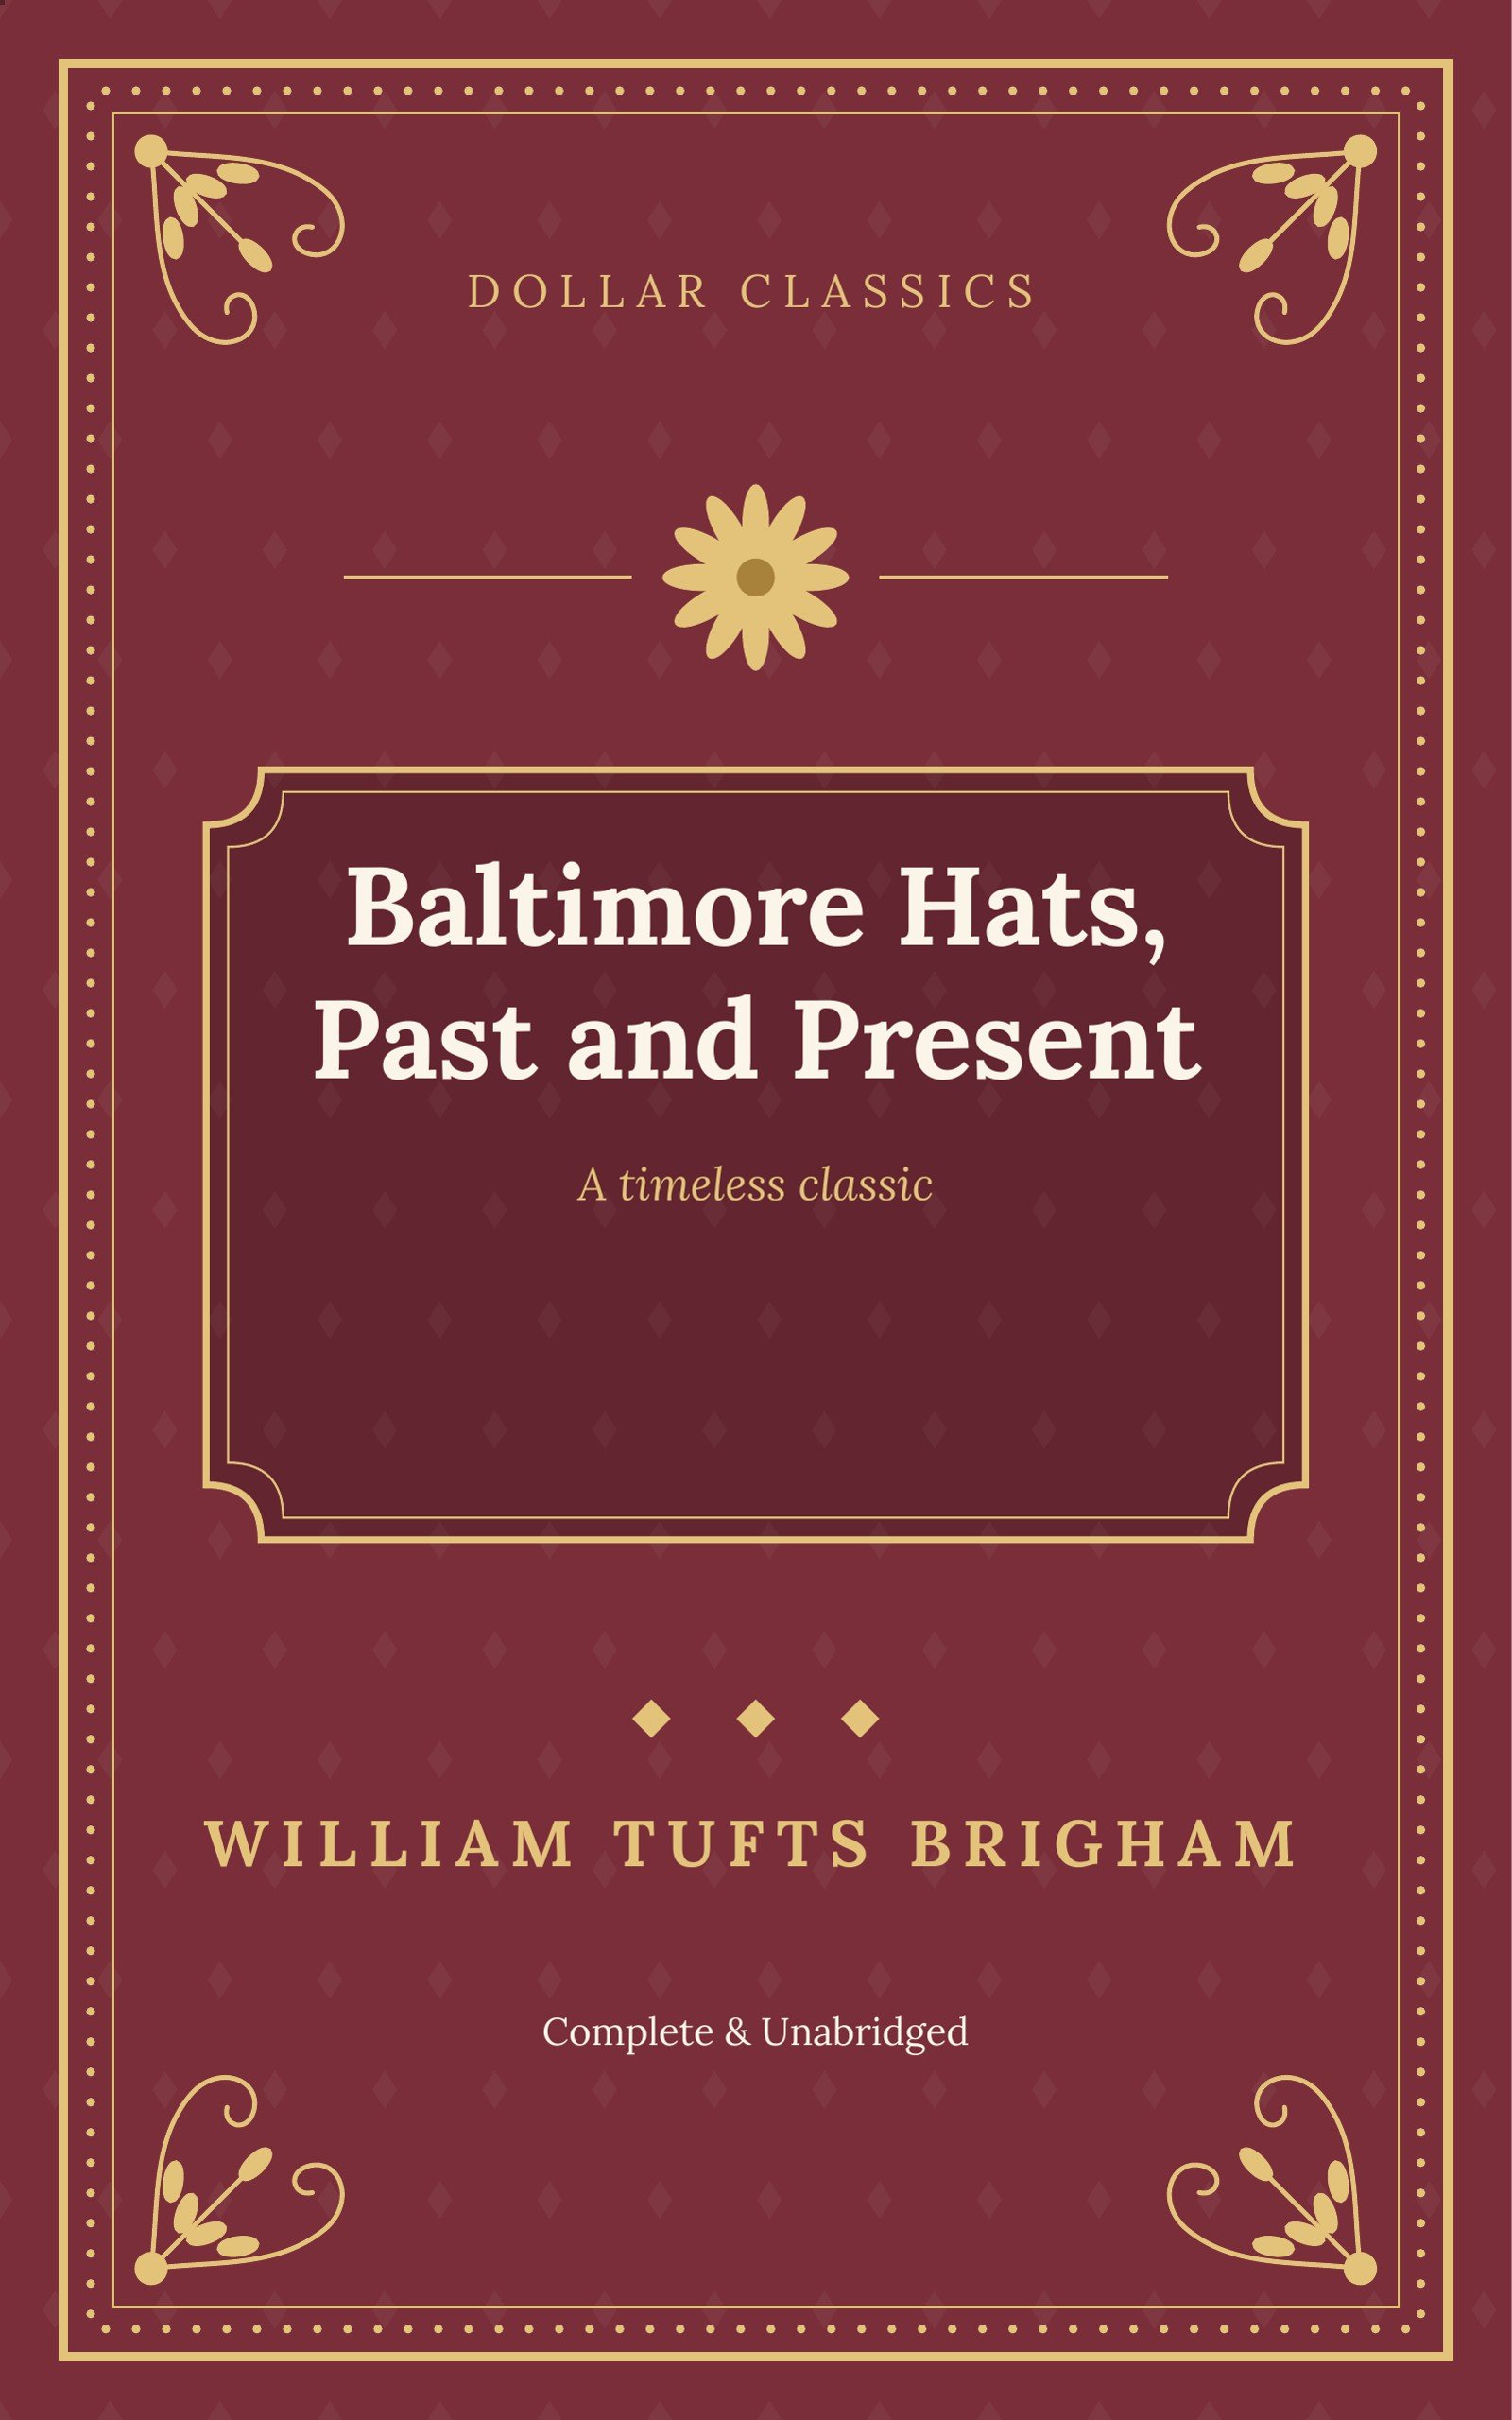 DOLLAR CLASSICS
Baltimore Hats,
Past and Present
A timeless classic
WILLIAM TUFTS BRIGHAM
Complete & Unabridged